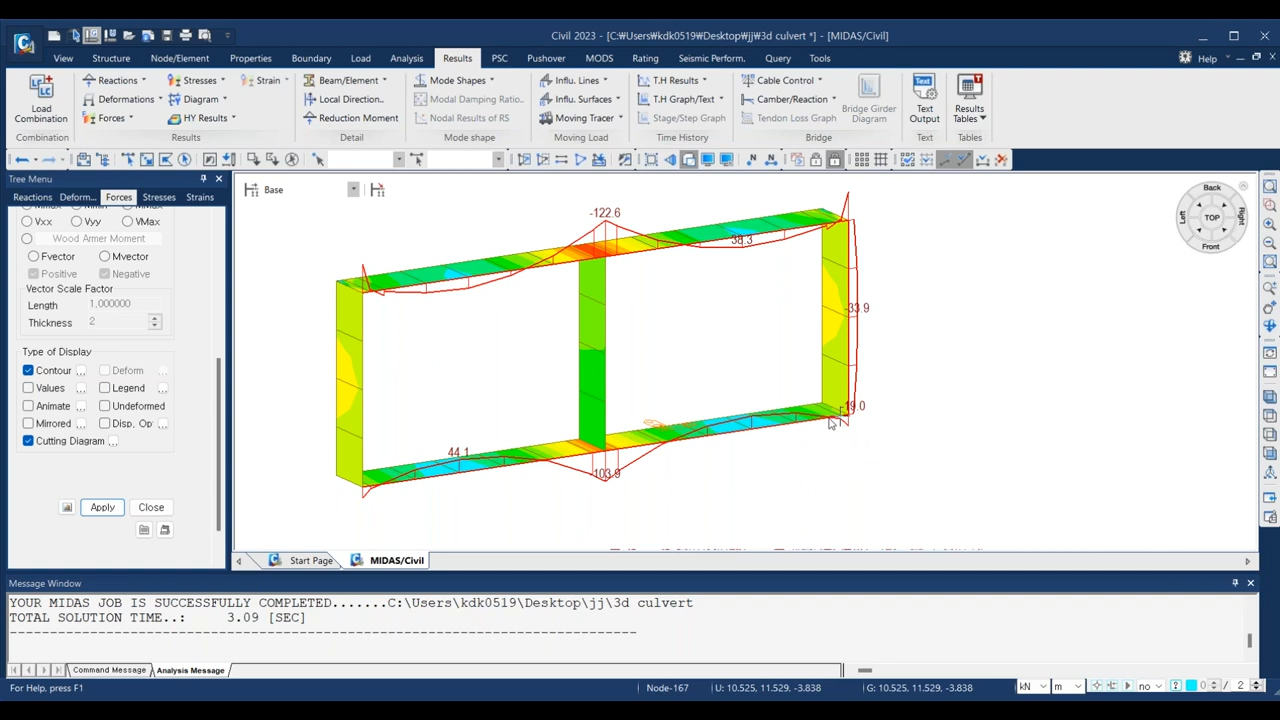 Civil 2023 - [C:₩Users₩kdk0519₩Desktop₩jj₩3d culvert *] - [MIDAS/Civil]
View Structure Node/Element Properties Boundary Load Analysis Results PSC Pushover MODS Rating Seismic Perform. Query Tools Help
Load Combination
Reactions
Deformations
Forces
Stresses
Diagram
HY Results
Strain
Beam/Element
Local Direction..
Reduction Moment
Mode Shapes
Modal Damping Ratio..
Nodal Results of RS
Influ. Lines
Influ. Surfaces
Moving Tracer
T.H Results
T.H Graph/Text
Stage/Step Graph
Cable Control
Camber/Reaction
Tendon Loss Graph
Bridge Girder Diagram
Text Output
Results Tables
Combination Results Detail Mode shape Moving Load Time History Bridge Text Tables
Tree Menu
Reactions Deform... Forces Stresses Strains
Base
Vxx Vyy VMax
Wood Armer Moment
Fvector Mvector
Positive Negative
Vector Scale Factor
Length 1,000000
Thickness 2
Type of Display
Contour Deform
Values Legend
Animate Undeformed
Mirrored Disp, Op
Cutting Diagram
Apply Close
-122.6
38.3
-33.9
-19.0
44.1
-103.9
Back
Left TOP Right
Front
Start Page MIDAS/Civil
Message Window
YOUR MIDAS JOB IS SUCCESSFULLY COMPLETED.......C:\Users\kdk0519\Desktop\jj\3d culvert
TOTAL SOLUTION TIME..: 3.09 [SEC]
Command Message Analysis Message
For Help, press F1
Node-167
U: 10.525, 11.529, -3.838
G: 10.525, 11.529, -3.838
kN m no 0 / 2